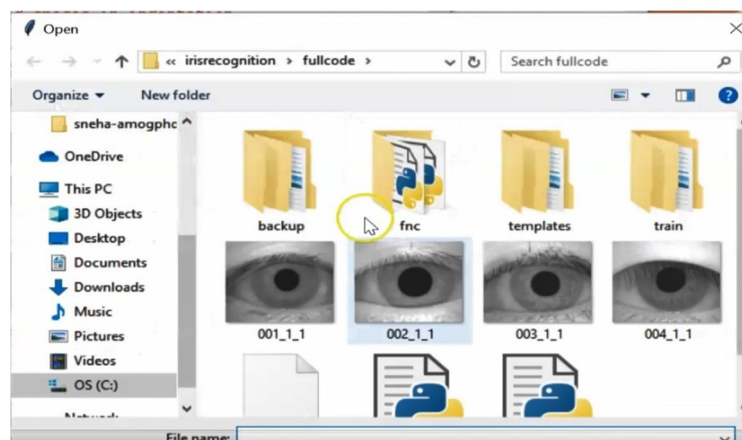 Open
« irisrecognition > fullcode >
Search fullcode
Organize
New folder
sneha-amogphc
OneDrive
This PC
3D Objects
Desktop
Documents
Downloads
Music
Pictures
Videos
OS (C:)
backup
fnc
templates
train
001_1_1
002_1_1
003_1_1
004_1_1
File name: